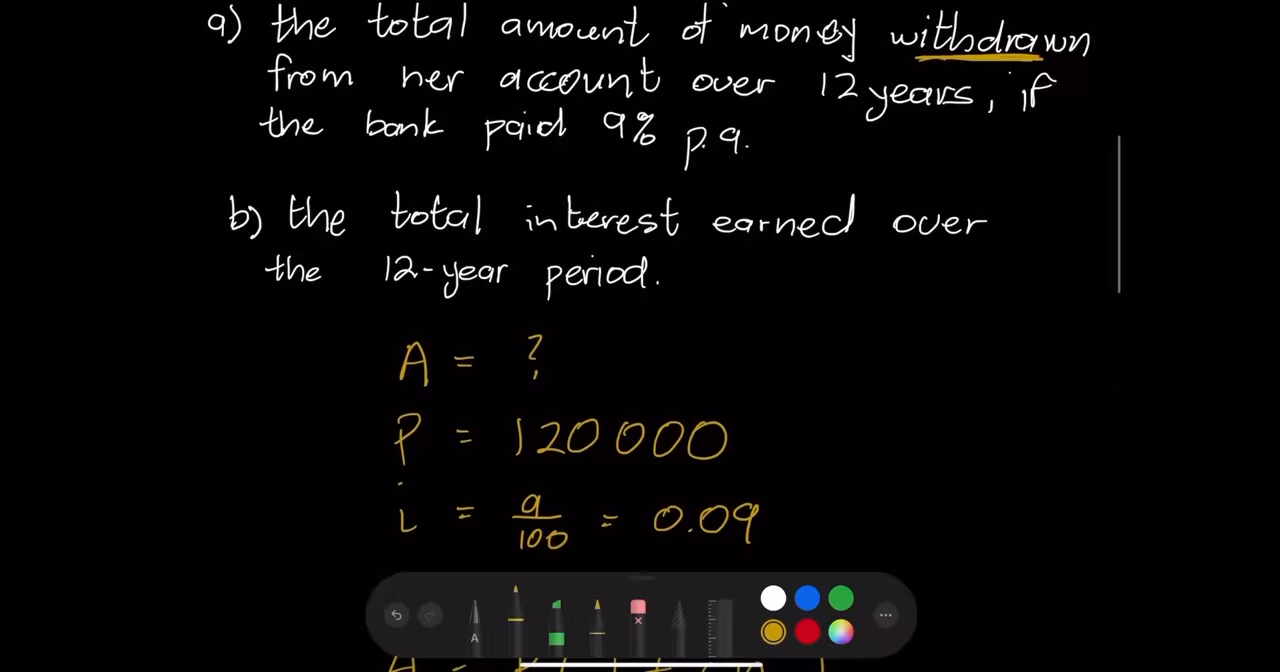 a) the total amount of money withdrawn
from her account over 12 years, if
the bank paid 9% p.a.
b) the total interest earned over
the 12-year period.
A = ?
P = 120 000
i = 9/100 = 0.09
A